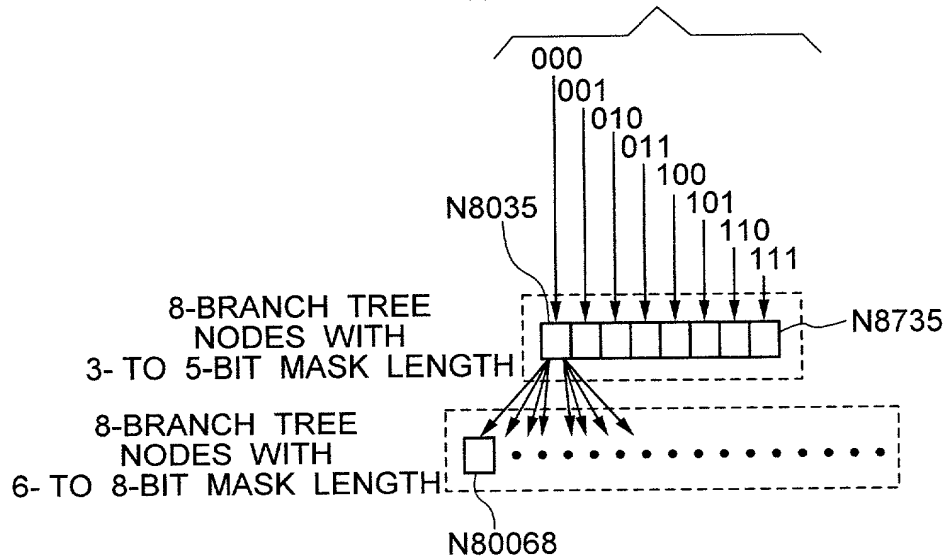 000
001
010
011
100
101
110
111
N8035
8-BRANCH TREE
NODES WITH
3- TO 5-BIT MASK LENGTH
N8735
8-BRANCH TREE
NODES WITH
6- TO 8-BIT MASK LENGTH
N80068